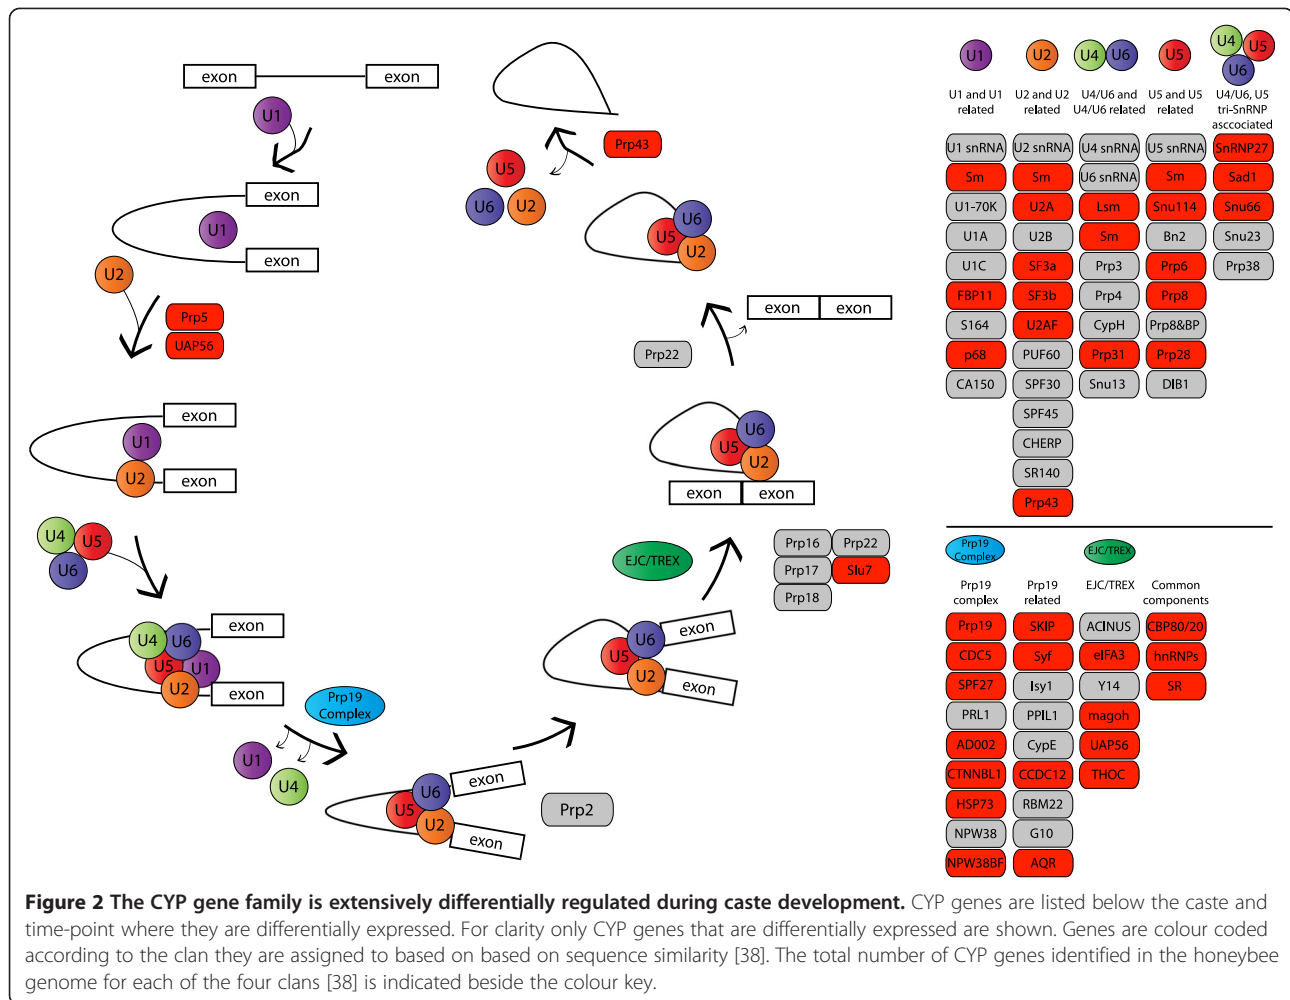 exon
exon
U1
exon
U1
exon
U2
Prp5
UAP56
exon
U1
U2
exon
U4
U5
U6
exon
U4
U6
U5
U1
U2
exon
Prp19
Complex
U1
U4
exon
U6
U5
U2
exon
Prp2
exon
U6
U5
U2
exon
EJC/TREX
Prp16
Prp22
Prp17
Slu7
Prp18
U6
U5
U2
exon
exon
Prp22
exon
exon
U6
U5
U2
Prp43
U5
U6
U2
U1
U1 and U1
related
U1 snRNA
Sm
U1-70K
U1A
U1C
FBP11
S164
p68
CA150
U2
U2 and U2
related
U2 snRNA
Sm
U2A
U2B
SF3a
SF3b
U2AF
PUF60
SPF30
SPF45
CHERP
SR140
Prp43
U4
U6
U4/U6 and
U4/U6 related
U4 snRNA
U6 snRNA
Lsm
Sm
Prp3
Prp4
CypH
Prp31
Snu13
U5
U5 and U5
related
U5 snRNA
Sm
Snu114
Bn2
Prp6
Prp8
Prp8&BP
Prp28
DIB1
U4
U5
U6
U4/U6, U5
tri-SnRNP
asccociated
SnRNP27
Sad1
Snu66
Snu23
Prp38
Prp19
Complex
Prp19
complex
Prp19
CDC5
SPF27
PRL1
AD002
CTNNBL1
HSP73
NPW38
NPW38BF
Prp19
related
SKIP
Syf
Isy1
PPIL1
CypE
CCDC12
RBM22
G10
AQR
EJC/TREX
EJC/TREX
ACINUS
eIFA3
Y14
magoh
UAP56
THOC
Common
components
CBP80/20
hnRNPs
SR
Figure 2 The CYP gene family is extensively differentially regulated during caste development. CYP genes are listed below the caste and
time-point where they are differentially expressed. For clarity only CYP genes that are differentially expressed are shown. Genes are colour coded
according to the clan they are assigned to based on based on sequence similarity [38]. The total number of CYP genes identified in the honeybee
genome for each of the four clans [38] is indicated beside the colour key.